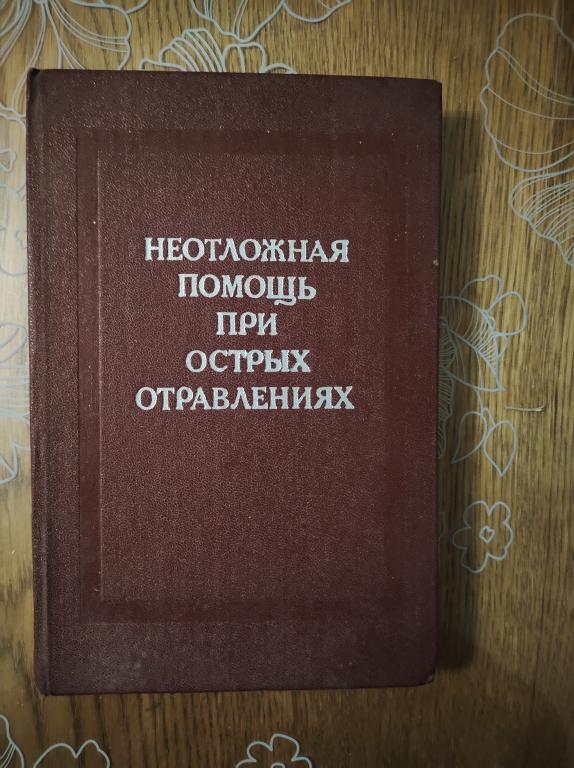 НЕОТЛОЖНАЯ
ПОМОЩЬ
ПРИ
ОСТРЫХ
ОТРАВЛЕНИЯХ